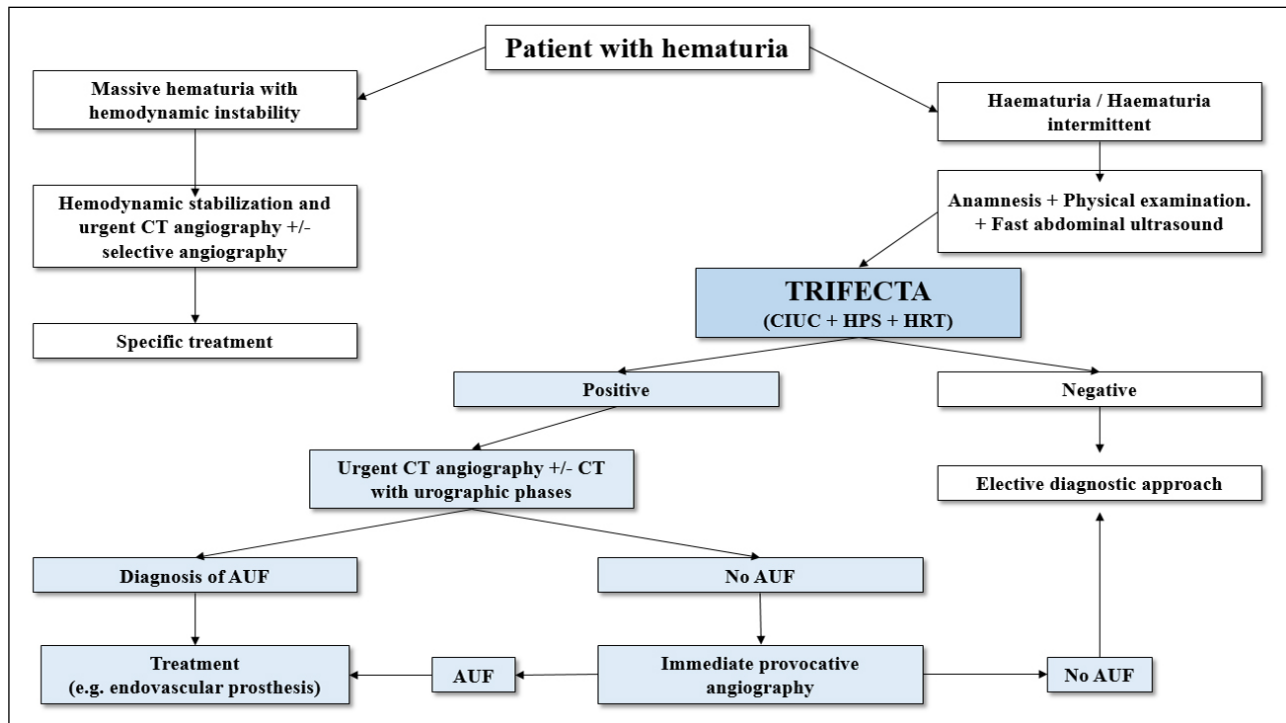 Patient with hematuria
Massive hematuria with
hemodynamic instability
Haematuria / Haematuria
intermittent
Hemodynamic stabilization and
urgent CT angiography +/-
selective angiography
Anamnesis + Physical examination.
+ Fast abdominal ultrasound
TRIFECTA
(CIUC + HPS + HRT)
Specific treatment
Positive
Negative
Urgent CT angiography +/- CT
with urographic phases
Elective diagnostic approach
Diagnosis of AUF
No AUF
Treatment
(e.g. endovascular prosthesis)
AUF
Immediate provocative
angiography
No AUF